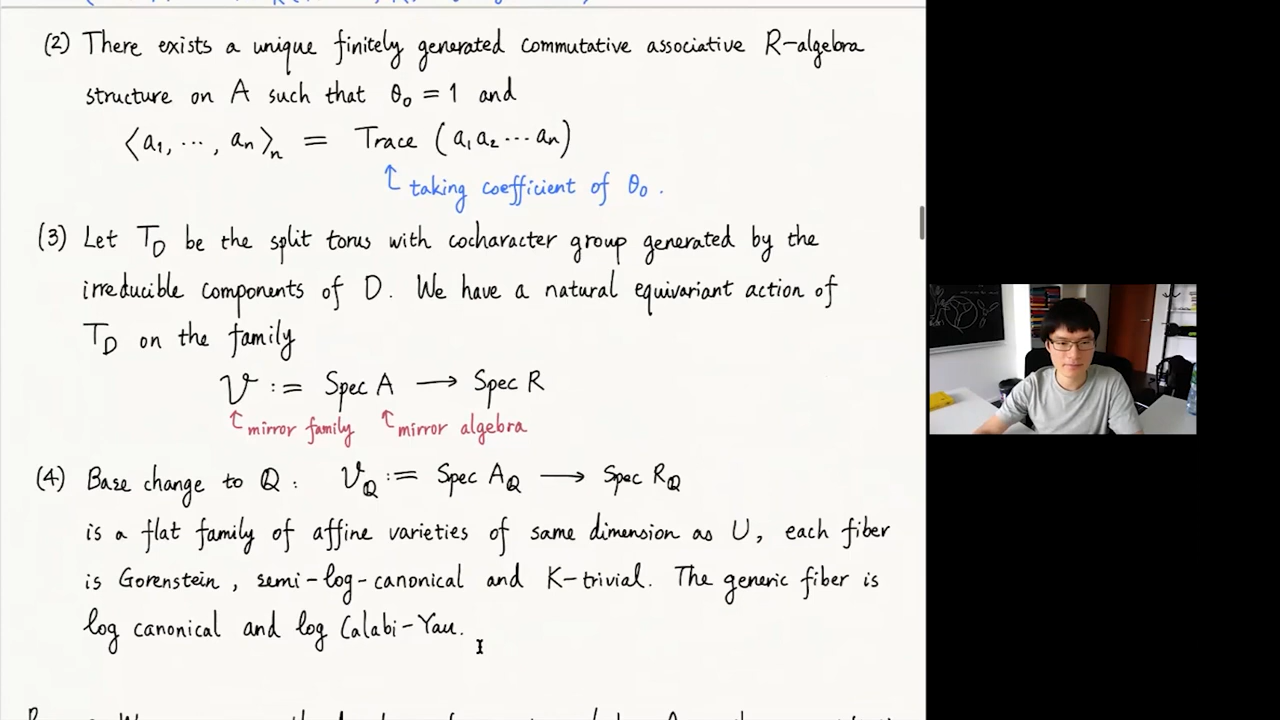 (2) There exists a unique finitely generated commutative associative R-algebra
structure on A such that θ₀ = 1 and
⟨a₁, ⋯, aₙ⟩ₙ = Trace (a₁a₂⋯aₙ)
↑ taking coefficient of θ₀.
(3) Let T_D be the split torus with cocharacter group generated by the
irreducible components of D. We have a natural equivariant action of
T_D on the family
𝒱 := Spec A ⟶ Spec R
↑ mirror family ↑ mirror algebra
(4) Base change to ℚ: 𝒱_ℚ := Spec A_ℚ ⟶ Spec R_ℚ
is a flat family of affine varieties of same dimension as U, each fiber
is Gorenstein, semi-log-canonical and K-trivial. The generic fiber is
log canonical and log Calabi-Yau.